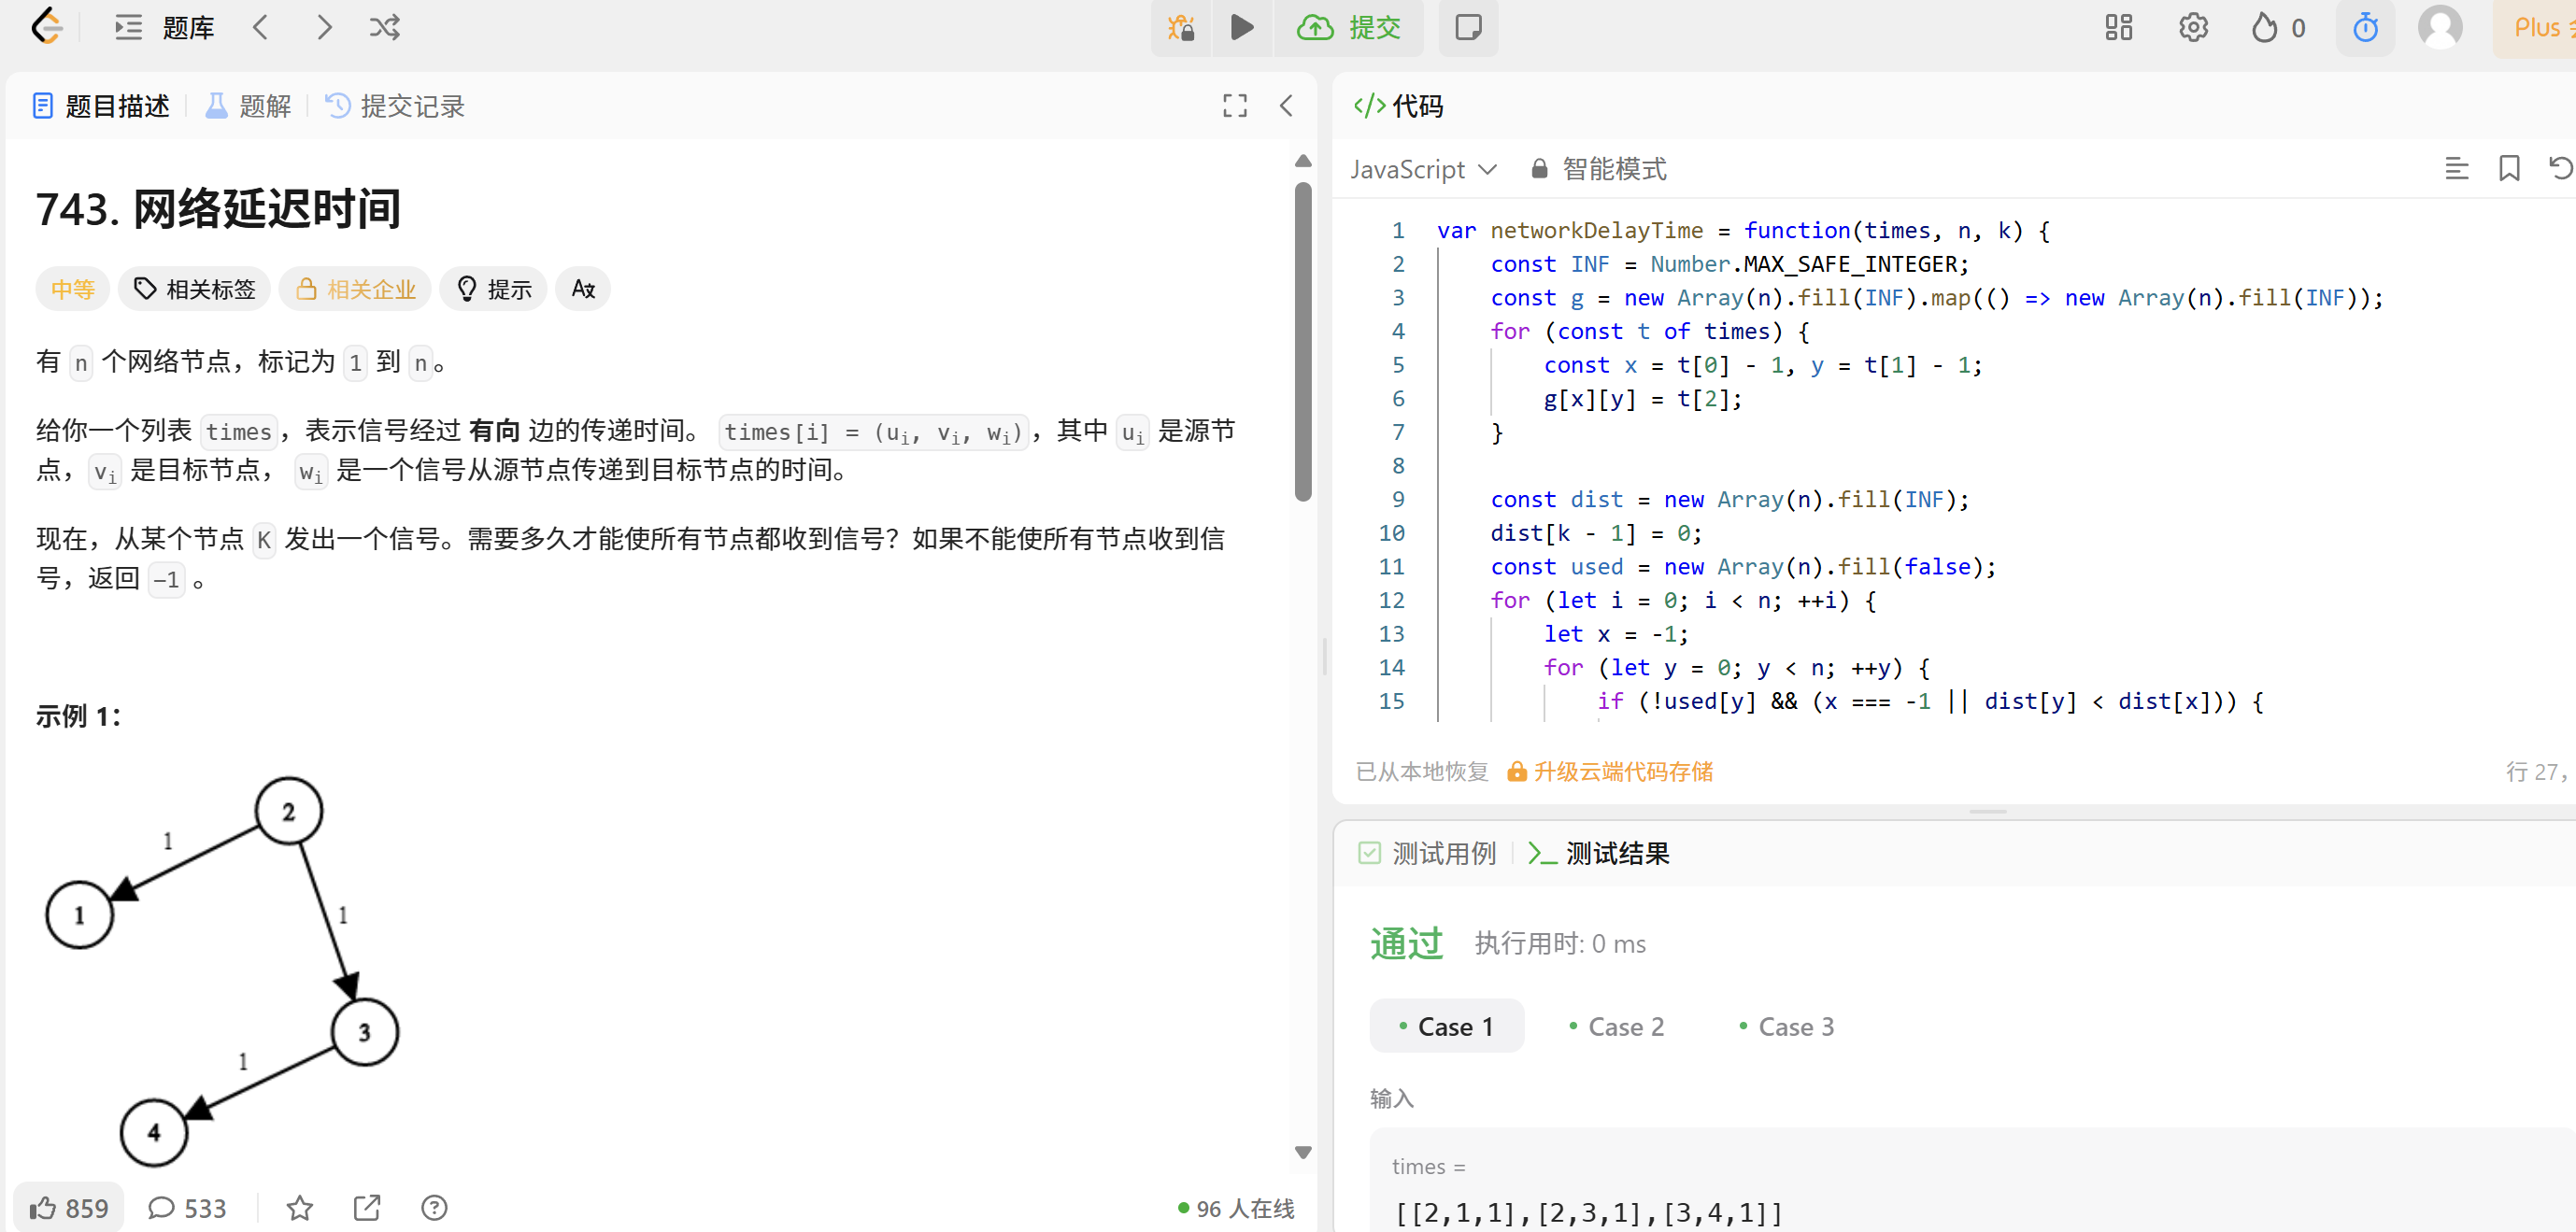 题库
提交
0
Plus
题目描述
题解
提交记录
743. 网络延迟时间
中等
相关标签
相关企业
提示
有 n 个网络节点，标记为 1 到 n。
给你一个列表 times，表示信号经过 有向 边的传递时间。 times[i] = (ui, vi, wi)，其中 ui 是源节
点，vi 是目标节点， wi 是一个信号从源节点传递到目标节点的时间。
现在，从某个节点 K 发出一个信号。需要多久才能使所有节点都收到信号？如果不能使所有节点收到信
号，返回 -1 。
示例 1：
2
1
1
1
3
1
4
859
533
96 人在线
</> 代码
JavaScript
智能模式
1 var networkDelayTime = function(times, n, k) {
2 const INF = Number.MAX_SAFE_INTEGER;
3 const g = new Array(n).fill(INF).map(() => new Array(n).fill(INF));
4 for (const t of times) {
5 const x = t[0] - 1, y = t[1] - 1;
6 g[x][y] = t[2];
7 }
8
9 const dist = new Array(n).fill(INF);
10 dist[k - 1] = 0;
11 const used = new Array(n).fill(false);
12 for (let i = 0; i < n; ++i) {
13 let x = -1;
14 for (let y = 0; y < n; ++y) {
15 if (!used[y] && (x === -1 || dist[y] < dist[x])) {
已从本地恢复
升级云端代码存储
行 27,
测试用例
测试结果
通过
执行用时: 0 ms
Case 1
Case 2
Case 3
输入
times =
[[2,1,1],[2,3,1],[3,4,1]]